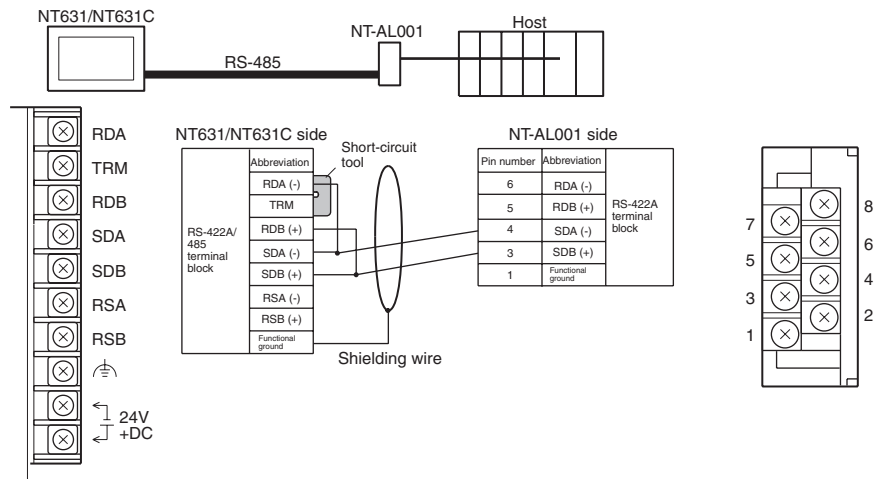 NT631/NT631C
NT-AL001
Host
RS-485
RDA
TRM
RDB
SDA
SDB
RSA
RSB
24V
+DC
NT631/NT631C side
Short-circuit
tool
Abbreviation
RDA (-)
TRM
RDB (+)
SDA (-)
SDB (+)
RSA (-)
RSB (+)
Functional
ground
RS-422A/
485
terminal
block
Shielding wire
NT-AL001 side
Pin number Abbreviation
6 RDA (-)
5 RDB (+)
4 SDA (-)
3 SDB (+)
1 Functional
ground
RS-422A
terminal
block
7
5
3
1
8
6
4
2